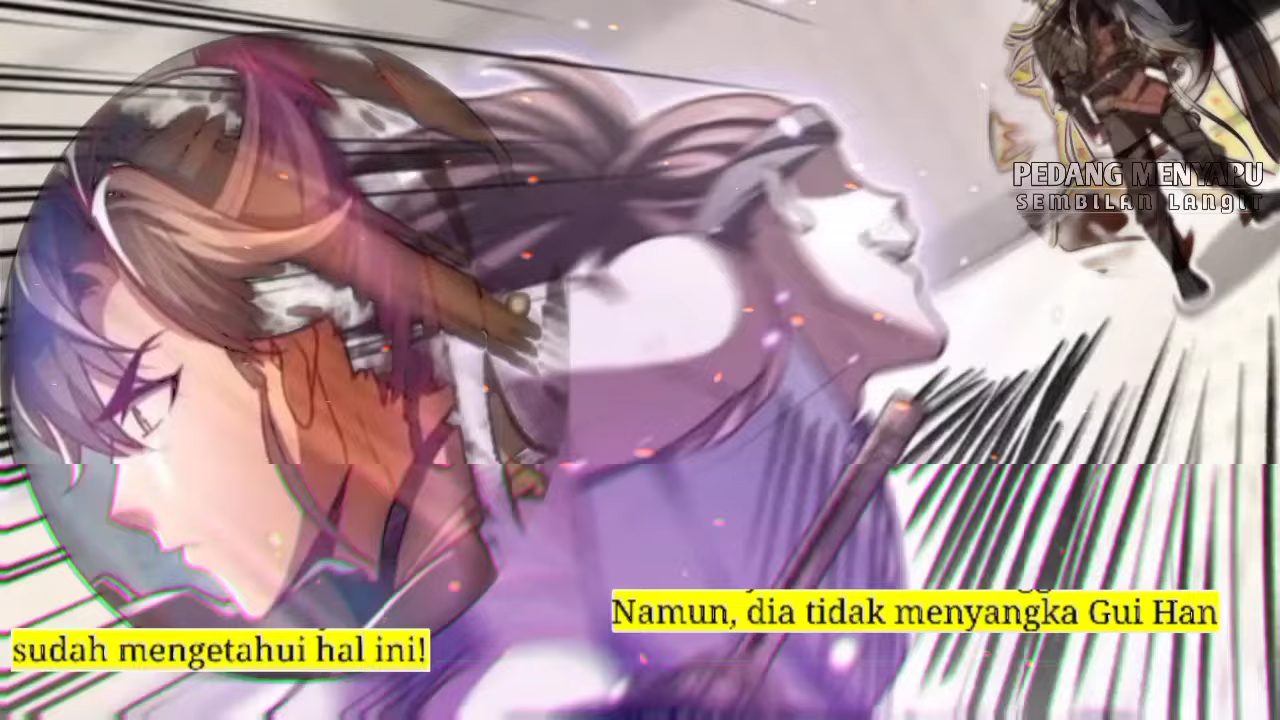 PEDANG MENYAPU
SEMBILAN LANGIT
Namun, dia tidak menyangka Gui Han
sudah mengetahui hal ini!